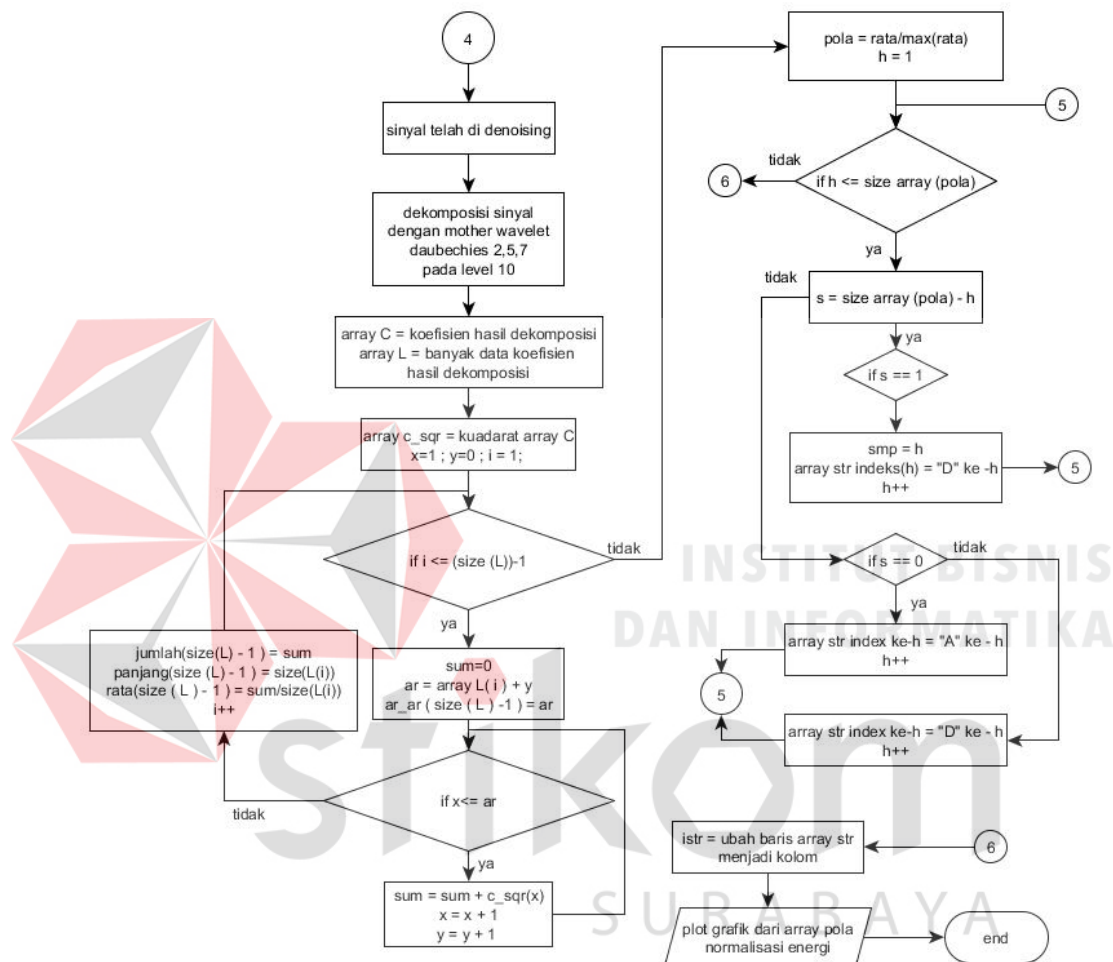 4
sinyal telah di denoising
dekomposisi sinyal
dengan mother wavelet
daubechies 2,5,7
pada level 10
array C = koefisien hasil dekomposisi
array L = banyak data koefisien
hasil dekomposisi
array c_sqr = kuadarat array C
x=1 ; y=0 ; i = 1;
if i <= (size (L))-1
tidak
ya
sum=0
ar = array L( i ) + y
ar_ar ( size ( L ) -1 ) = ar
if x<= ar
tidak
ya
sum = sum + c_sqr(x)
x = x + 1
y = y + 1
jumlah(size(L) - 1 ) = sum
panjang(size (L) - 1 ) = size(L(i))
rata(size ( L ) - 1 ) = sum/size(L(i))
i++
pola = rata/max(rata)
h = 1
5
if h <= size array (pola)
tidak
6
ya
tidak
s = size array (pola) - h
ya
if s == 1
smp = h
array str indeks(h) = "D" ke -h
h++
5
if s == 0
tidak
ya
array str index ke-h = "A" ke - h
h++
5
array str index ke-h = "D" ke - h
h++
6
istr = ubah baris array str
menjadi kolom
plot grafik dari array pola
normalisasi energi
end
INSTITUT BISNIS
DAN INFORMATIKA
stikom
SURABAYA